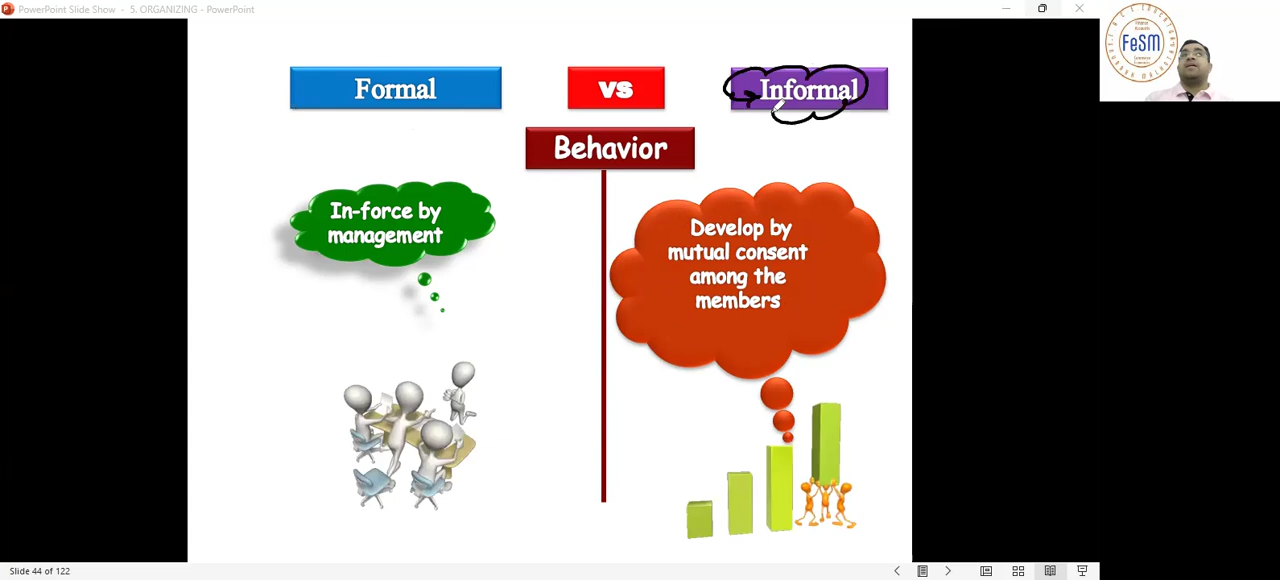 PowerPoint Slide Show - 5. ORGANIZING - PowerPoint
Formal
vs
Informal
Behavior
In-force by
management
Develop by
mutual consent
among the
members
FeSM
Slide 44 of 122